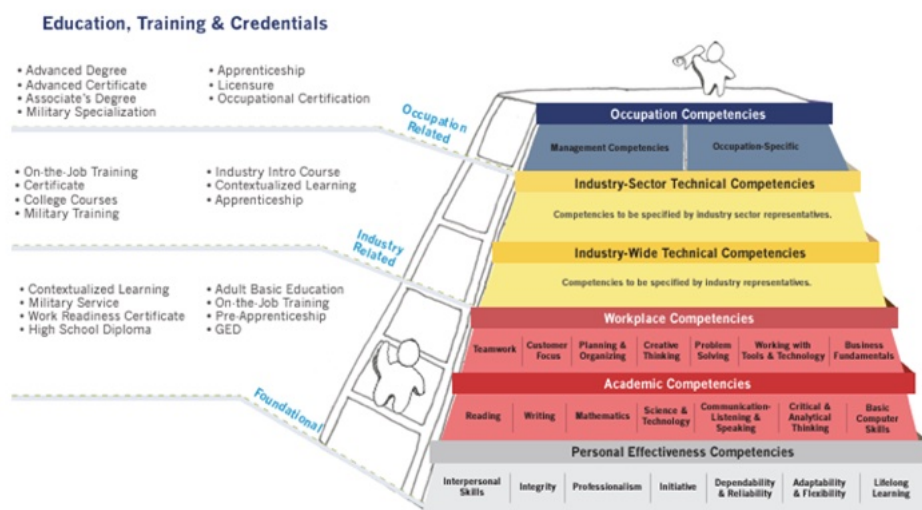 Education, Training & Credentials
• Advanced Degree
• Advanced Certificate
• Associate's Degree
• Military Specialization
• Apprenticeship
• Licensure
• Occupational Certification
Occupation
Related
• On-the-Job Training
• Certificate
• College Courses
• Military Training
• Industry Intro Course
• Contextualized Learning
• Apprenticeship
Industry
Related
• Contextualized Learning
• Military Service
• Work Readiness Certificate
• High School Diploma
• Adult Basic Education
• On-the-Job Training
• Pre-Apprenticeship
• GED
Foundational
Occupation Competencies
Management Competencies
Occupation-Specific
Industry-Sector Technical Competencies
Competencies to be specified by industry sector representatives.
Industry-Wide Technical Competencies
Competencies to be specified by industry representatives.
Workplace Competencies
Teamwork
Customer
Focus
Planning &
Organizing
Creative
Thinking
Problem
Solving
Working with
Tools & Technology
Business
Fundamentals
Academic Competencies
Reading
Writing
Mathematics
Science &
Technology
Communication-
Listening &
Speaking
Critical &
Analytical
Thinking
Basic
Computer
Skills
Personal Effectiveness Competencies
Interpersonal
Skills
Integrity
Professionalism
Initiative
Dependability
& Reliability
Adaptability
& Flexibility
Lifelong
Learning